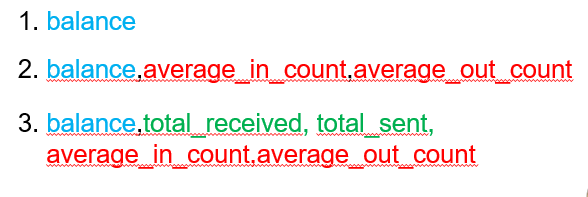 1. balance
2. balance,average_in_count,average_out_count
3. balance,total_received, total_sent,
average_in_count,average_out_count